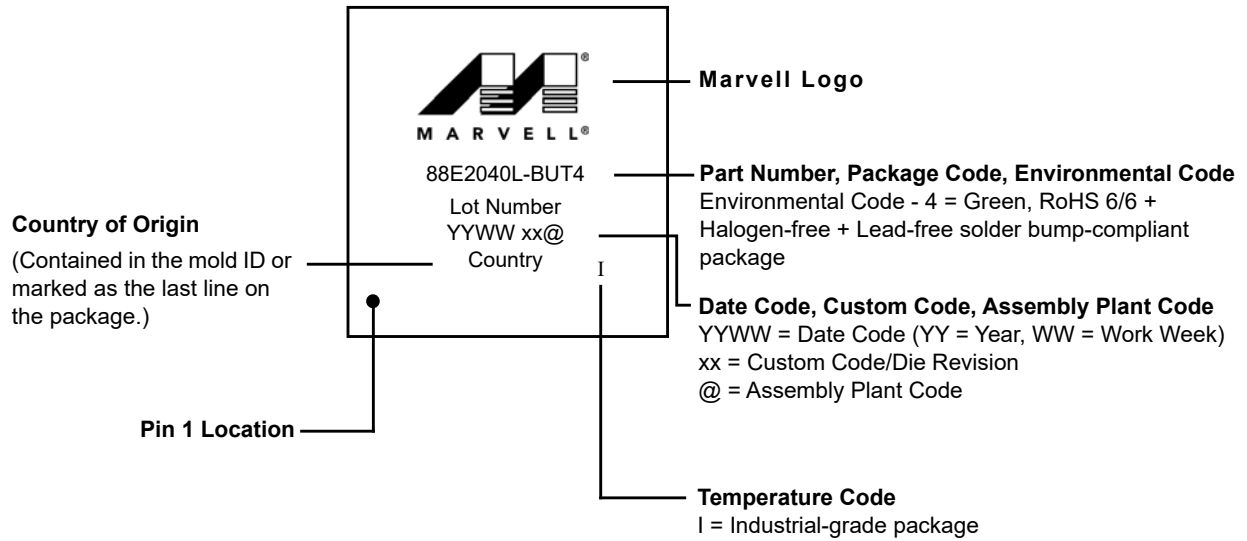 ®
MARVELL®
88E2040L-BUT4
Lot Number
YYWW xx@
Country
I
Marvell Logo
Part Number, Package Code, Environmental Code
Environmental Code - 4 = Green, RoHS 6/6 +
Halogen-free + Lead-free solder bump-compliant
package
Country of Origin
(Contained in the mold ID or
marked as the last line on
the package.)
Date Code, Custom Code, Assembly Plant Code
YYWW = Date Code (YY = Year, WW = Work Week)
xx = Custom Code/Die Revision
@ = Assembly Plant Code
Pin 1 Location
Temperature Code
I = Industrial-grade package